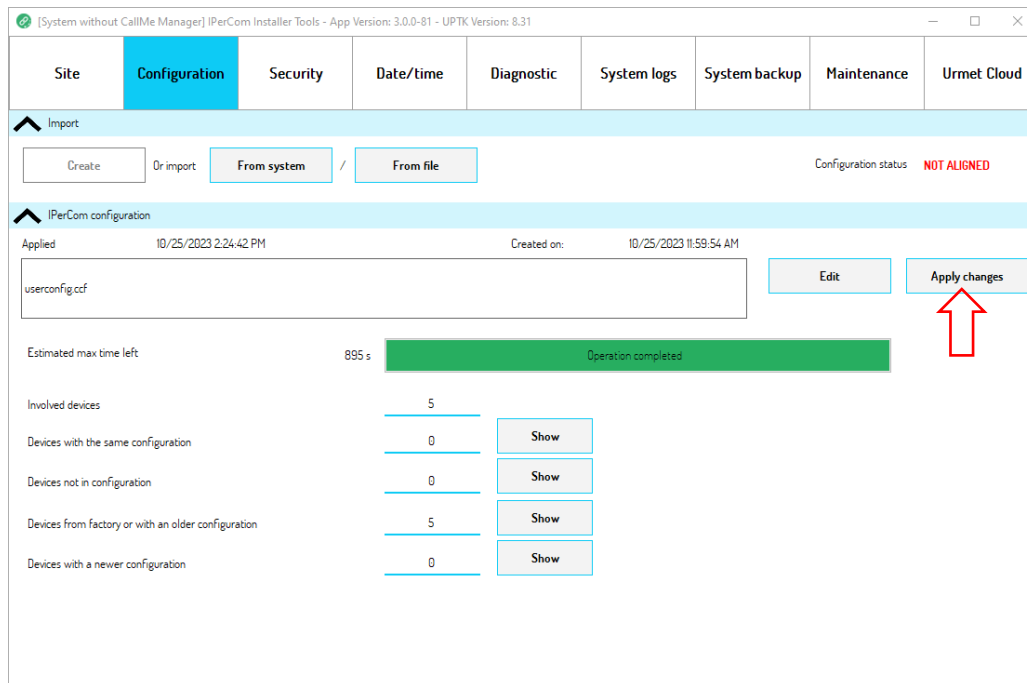 [System without CallMe Manager] IPerCom Installer Tools - App Version: 3.0.0-81 - UPTK Version: 8.31
Site Configuration Security Date/time Diagnostic System logs System backup Maintenance Urmet Cloud
Import
Create Or import From system / From file Configuration status NOT ALIGNED
IPerCom configuration
Applied 10/25/2023 2:24:42 PM Created on: 10/25/2023 11:59:54 AM
userconfig.ccf Edit Apply changes
Estimated max time left 895 s Operation completed
Involved devices 5
Devices with the same configuration 0 Show
Devices not in configuration 0 Show
Devices from factory or with an older configuration 5 Show
Devices with a newer configuration 0 Show